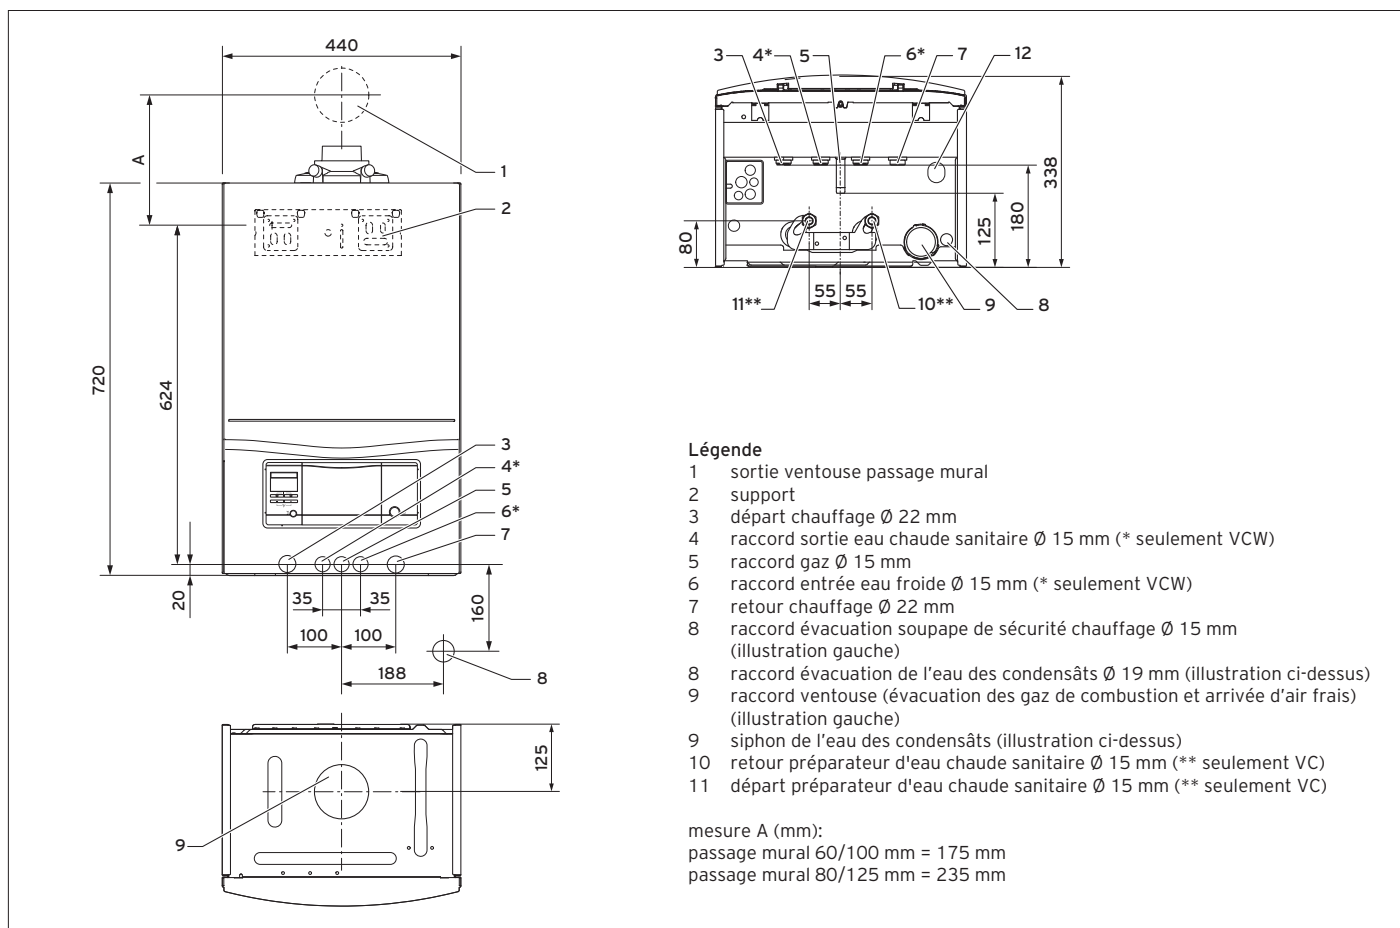 440
A
1
2
720
624
3
4*
5
6*
7
20
35
35
160
100
100
188
8
125
9
3
4*
5
6*
7
12
338
180
125
80
55
55
11**
10**
9
8
Légende
1 sortie ventouse passage mural
2 support
3 départ chauffage Ø 22 mm
4 raccord sortie eau chaude sanitaire Ø 15 mm (* seulement VCW)
5 raccord gaz Ø 15 mm
6 raccord entrée eau froide Ø 15 mm (* seulement VCW)
7 retour chauffage Ø 22 mm
8 raccord évacuation soupape de sécurité chauffage Ø 15 mm
(illustration gauche)
8 raccord évacuation de l'eau des condensâts Ø 19 mm (illustration ci-dessus)
9 raccord ventouse (évacuation des gaz de combustion et arrivée d'air frais)
(illustration gauche)
9 siphon de l'eau des condensâts (illustration ci-dessus)
10 retour préparateur d'eau chaude sanitaire Ø 15 mm (** seulement VC)
11 départ préparateur d'eau chaude sanitaire Ø 15 mm (** seulement VC)
mesure A (mm):
passage mural 60/100 mm = 175 mm
passage mural 80/125 mm = 235 mm